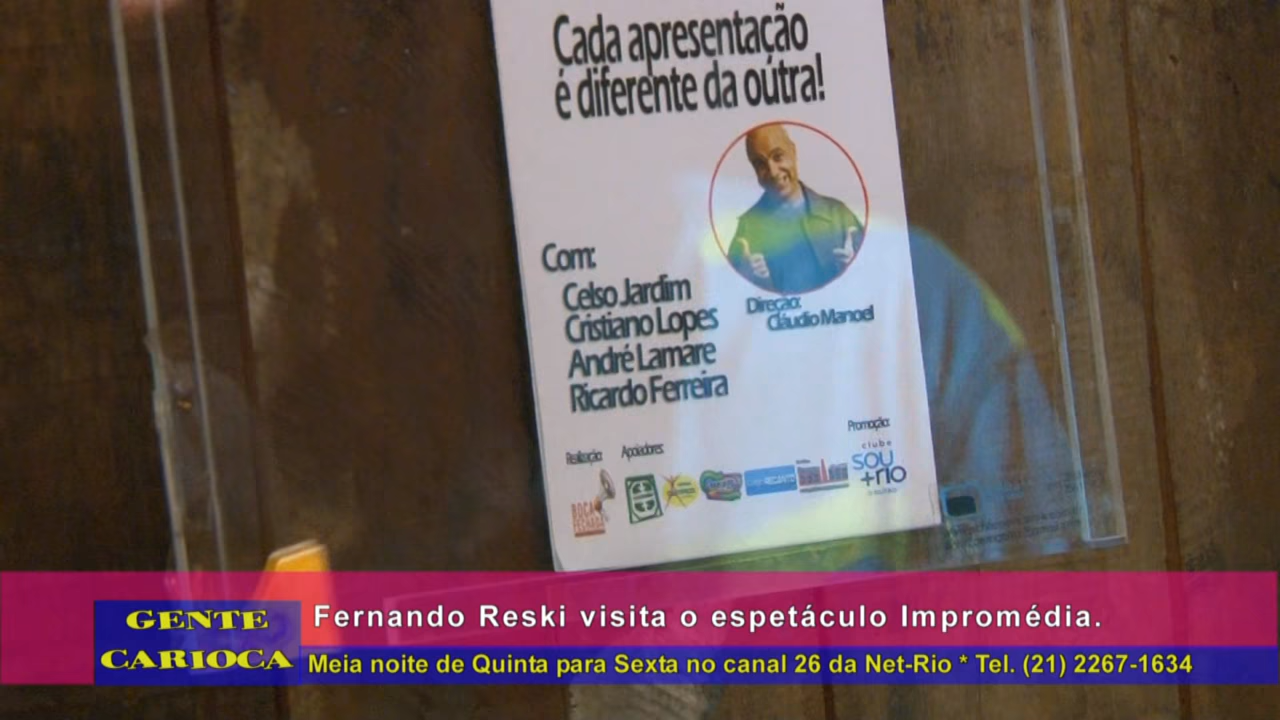 Cada apresentação
é diferente da outra!
Com:
Celso Jardim
Cristiano Lopes
André Lamare
Ricardo Ferreira
Direção:
Cláudio Manoel
Realização:
Apoiadores:
Promoção:
BOCA
FECHADA
clube
SOU
+rIO
GENTE
CARIOCA
Fernando Reski visita o espetáculo Impromédia.
Meia noite de Quinta para Sexta no canal 26 da Net-Rio * Tel. (21) 2267-1634